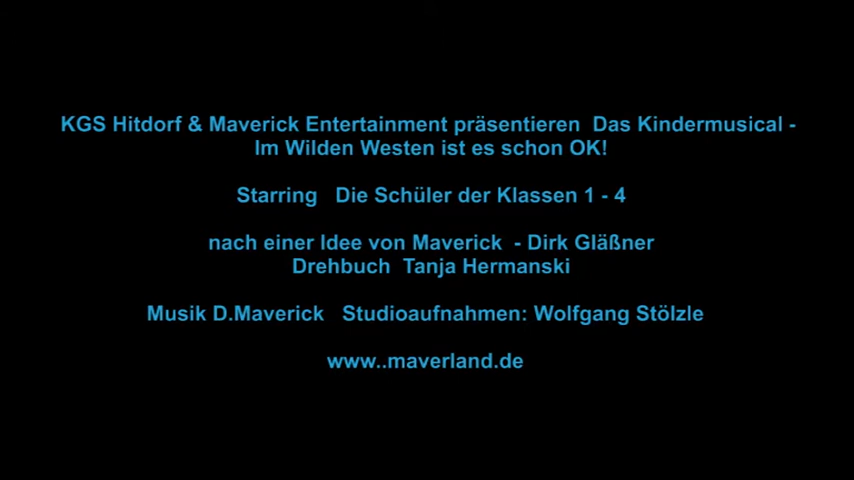 KGS Hitdorf & Maverick Entertainment präsentieren  Das Kindermusical -
Im Wilden Westen ist es schon OK!
Starring   Die Schüler der Klassen 1 - 4
nach einer Idee von Maverick  - Dirk Gläßner
Drehbuch  Tanja Hermanski
Musik D.Maverick   Studioaufnahmen: Wolfgang Stölzle
www..maverland.de